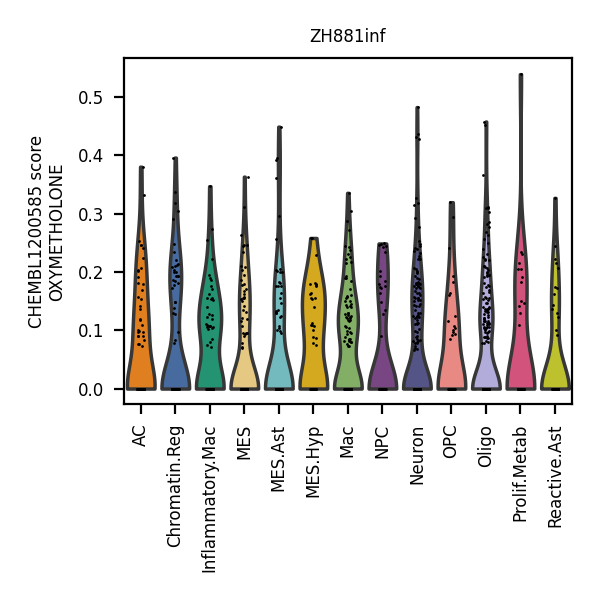 ZH881inf
CHEMBL1200585 score
OXYMETHOLONE
0.5
0.4
0.3
0.2
0.1
0.0
AC
Chromatin.Reg
Inflammatory.Mac
MES
MES.Ast
MES.Hyp
Mac
NPC
Neuron
OPC
Oligo
Prolif.Metab
Reactive.Ast